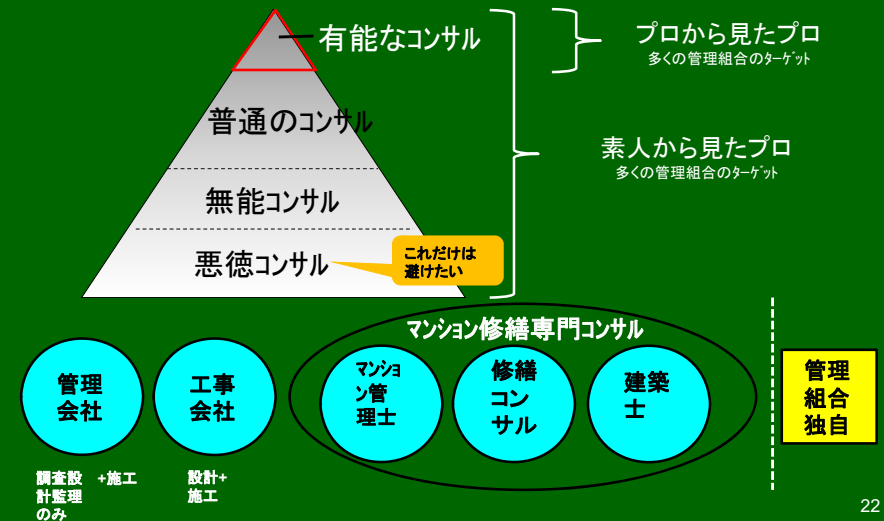 有能なコンサル
プロから見たプロ
多くの管理組合のターゲット
普通のコンサル
素人から見たプロ
多くの管理組合のターゲット
無能コンサル
悪徳コンサル
これだけは
避けたい
マンション修繕専門コンサル
管理
会社
工事
会社
マンショ
ン管
理士
修繕
コン
サル
建築
士
管理
組合
独自
調査設 +施工
計監理
のみ
設計+
施工
22